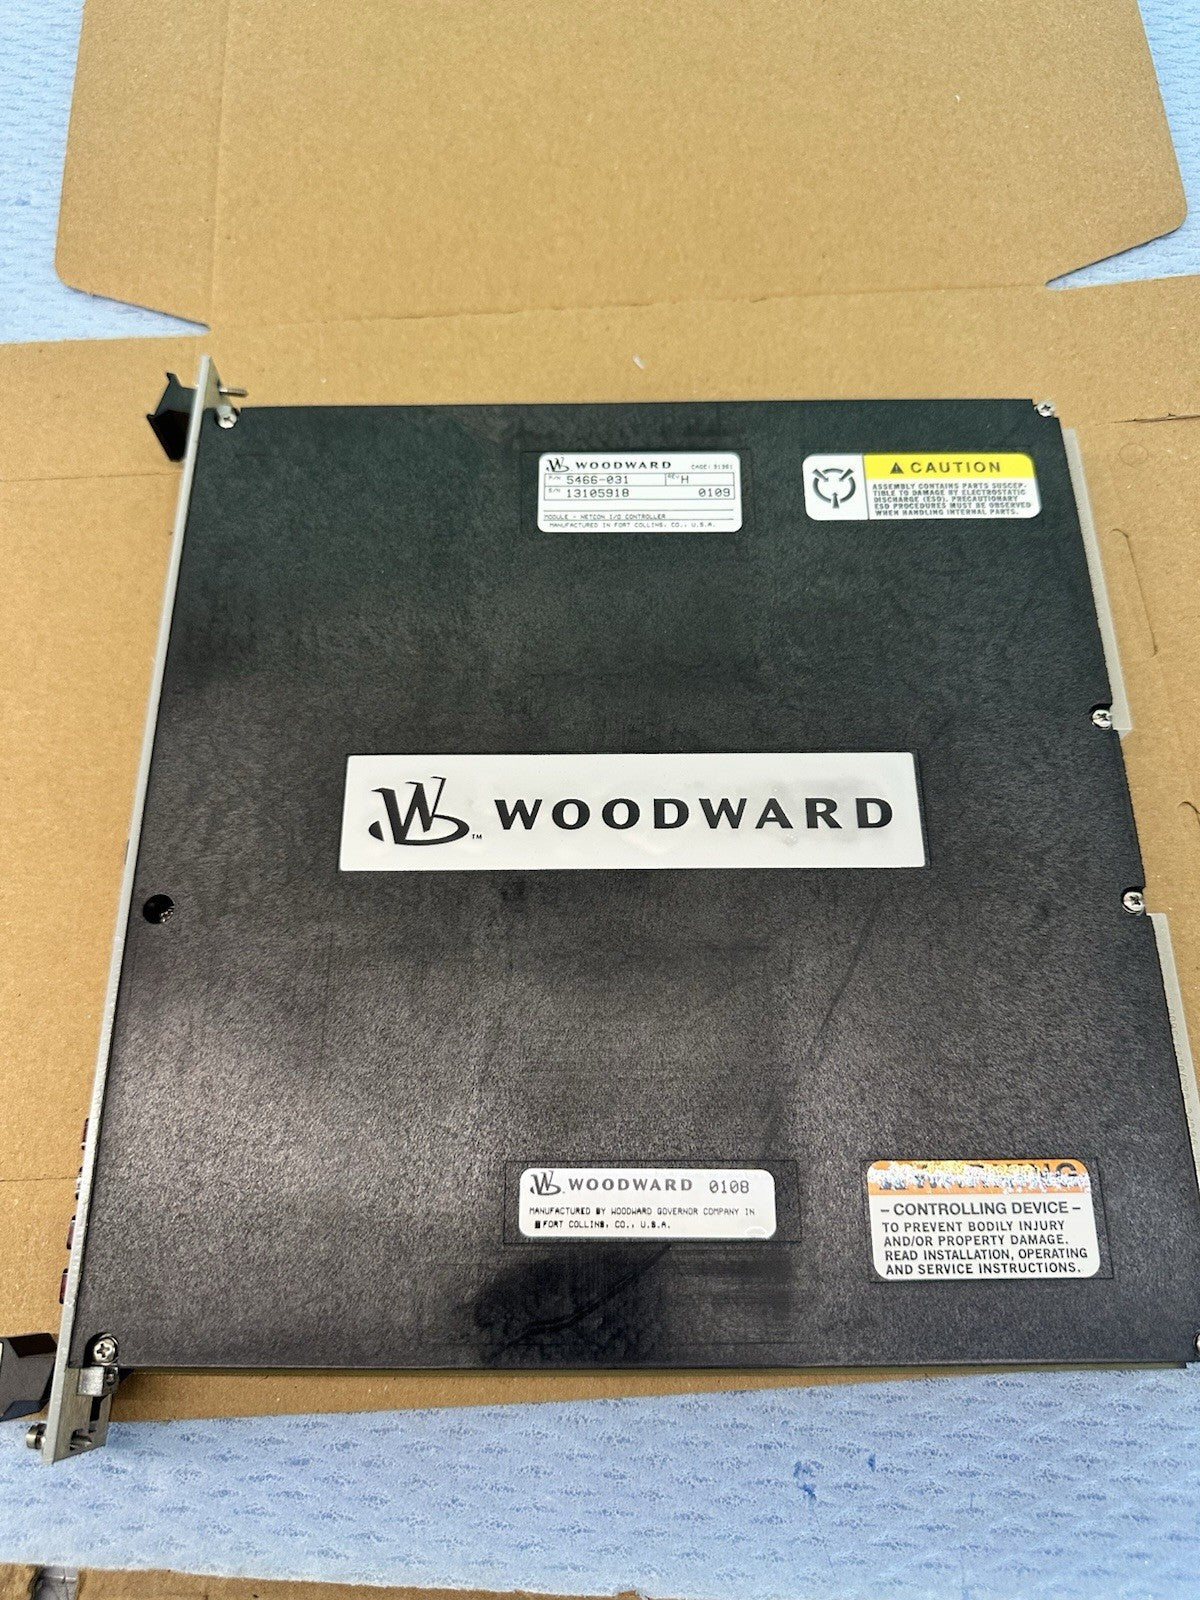 WOODWARD CAGE: 91361
P/N 5466-031 REV H
S/N 13105918 0109
MODULE - NETCON I/O CONTROLLER
MANUFACTURED IN FORT COLLINS, CO., U.S.A.
CAUTION
ASSEMBLY CONTAINS PARTS SUSCEP-
TIBLE TO DAMAGE BY ELECTROSTATIC
DISCHARGE (ESD). PRECAUTIONARY
ESD PROCEDURES MUST BE OBSERVED
WHEN HANDLING INTERNAL PARTS.
W WOODWARD
TM
WOODWARD 0108
MANUFACTURED BY WOODWARD GOVERNOR COMPANY IN
FORT COLLINS, CO., U.S.A.
WARNING
- CONTROLLING DEVICE -
TO PREVENT BODILY INJURY
AND/OR PROPERTY DAMAGE.
READ INSTALLATION, OPERATING
AND SERVICE INSTRUCTIONS.